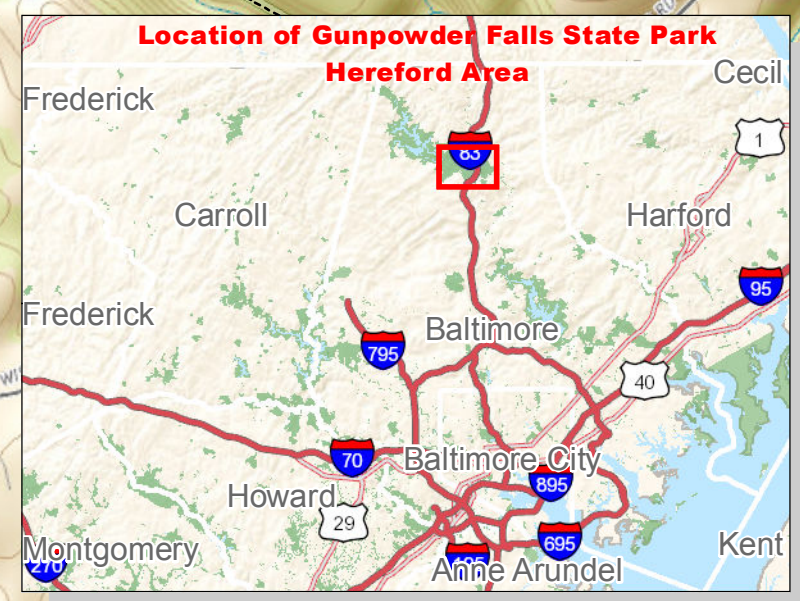 Location of Gunpowder Falls State Park
Hereford Area
Cecil
Frederick
1
83
Carroll
Harford
95
Frederick
Baltimore
795
40
70
Baltimore City
895
Howard
29
695
Montgomery
270
Anne Arundel
Kent